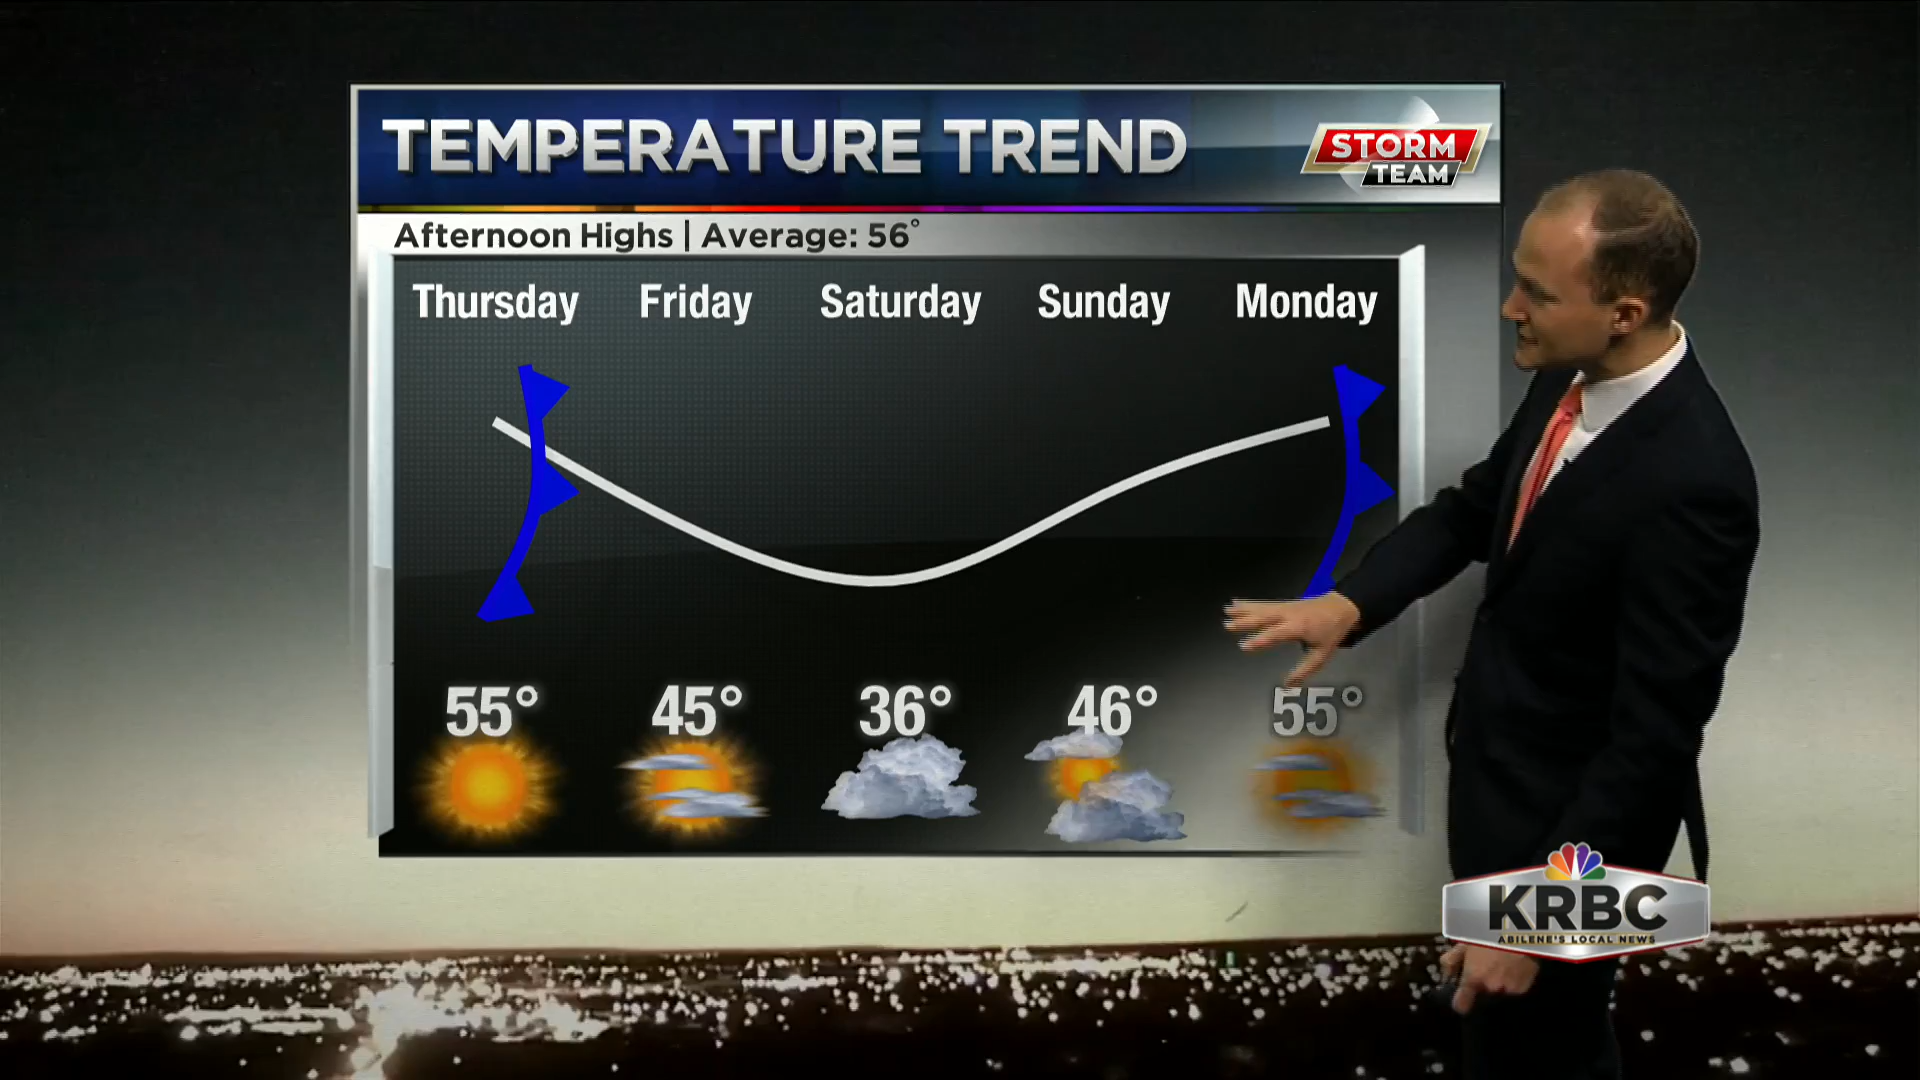 TEMPERATURE TREND
STORM
TEAM
Afternoon Highs | Average: 56°
Thursday Friday Saturday Sunday Monday
55° 45° 36° 46° 55°
KRBC
ABILENE'S LOCAL NEWS